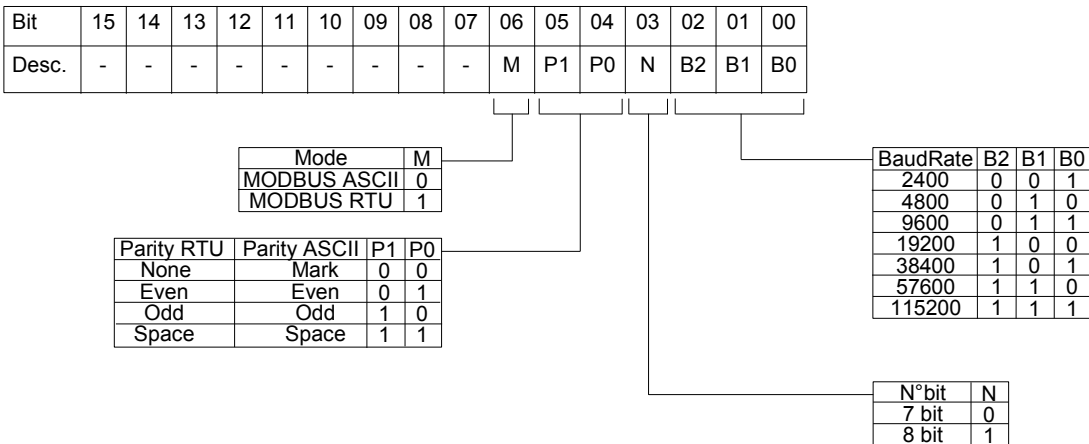 Bit 15 14 13 12 11 10 09 08 07 06 05 04 03 02 01 00
Desc. - - - - - - - - - M P1 P0 N B2 B1 B0
Mode M
MODBUS ASCII 0
MODBUS RTU 1
Parity RTU Parity ASCII P1 P0
None Mark 0 0
Even Even 0 1
Odd Odd 1 0
Space Space 1 1
BaudRate B2 B1 B0
2400 0 0 1
4800 0 1 0
9600 0 1 1
19200 1 0 0
38400 1 0 1
57600 1 1 0
115200 1 1 1
N°bit N
7 bit 0
8 bit 1